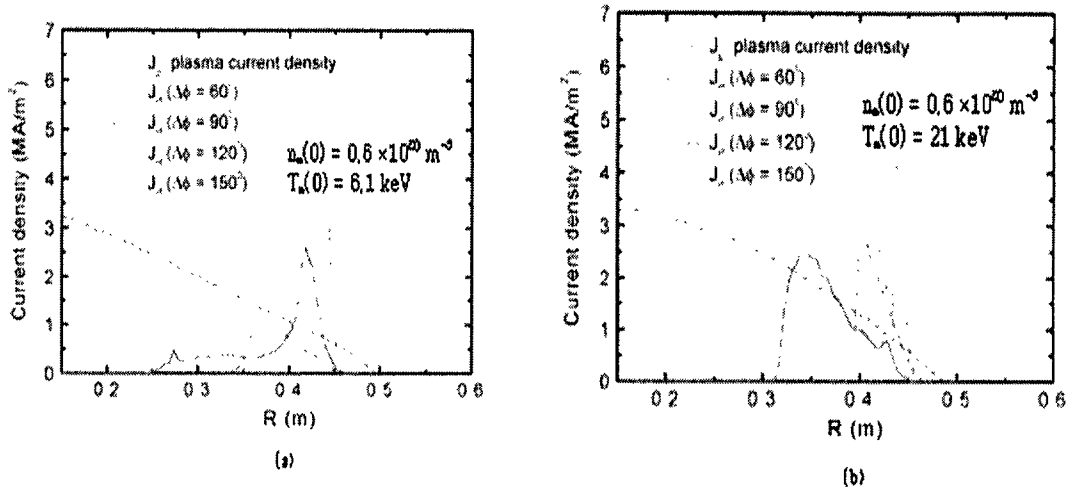 7
6
5
4
3
2
1
0
Current density (MA/m²)
plasma current density
(Δϕ = 60°)
(Δϕ = 90°)
(Δϕ = 120°)
(Δϕ = 150°)
(0) = 0,6 ×10²⁰ m⁻³
(0) = 6,1 keV
0 2 0 3 0 4 0 5 0 6
R (m)
(a)
7
6
5
4
3
2
1
0
Current density (MA/m²)
plasma current density
(Δϕ = 60°)
(Δϕ = 90°)
(Δϕ = 120°)
(Δϕ = 150°)
(0) = 0,6 ×10²⁰ m⁻³
(0) = 21 keV
0 2 0 3 0 4 0 5 0 6
R (m)
(b)